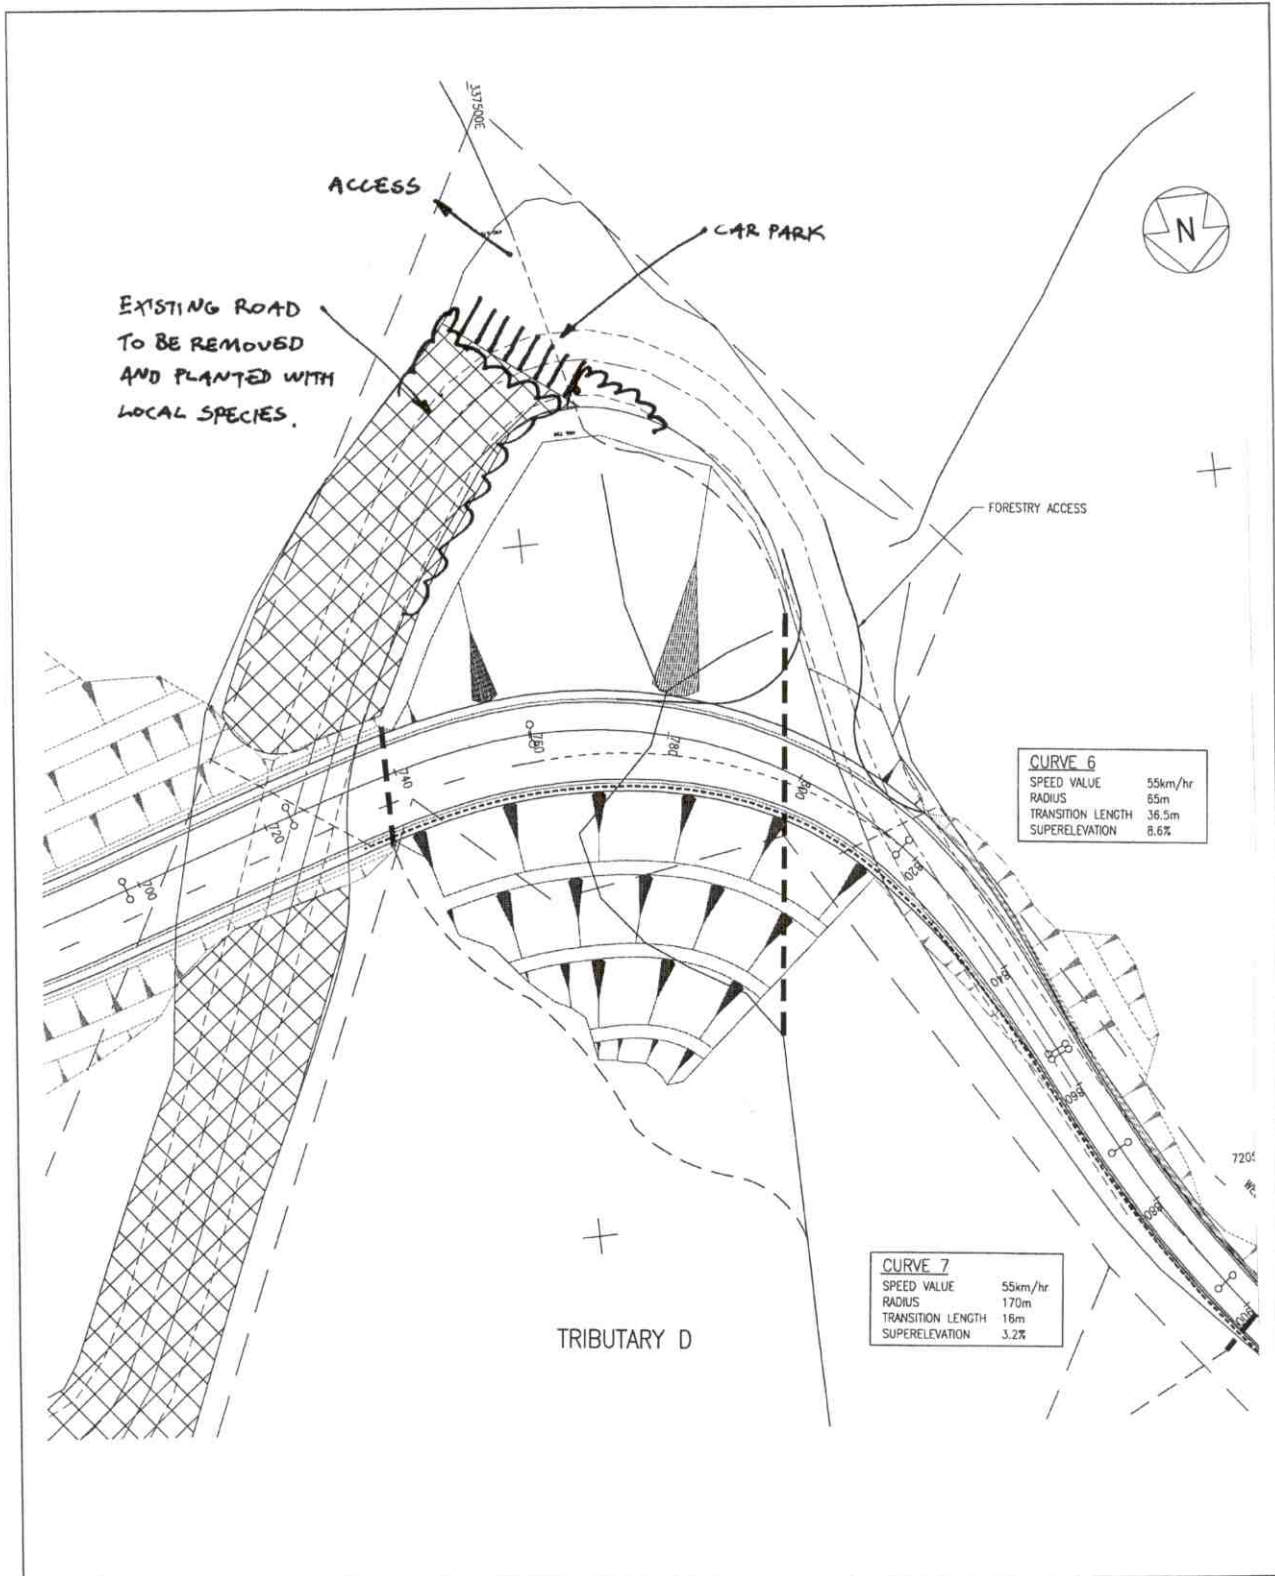 337500E
ACCESS
CAR PARK
N
EXISTING ROAD
TO BE REMOVED
AND PLANTED WITH
LOCAL SPECIES.
FORESTRY ACCESS
760
780
740
800
720
700
820
CURVE 6
SPEED VALUE 55km/hr
RADIUS 65m
TRANSITION LENGTH 36.5m
SUPERELEVATION 8.6%
840
860
880
900
CURVE 7
SPEED VALUE 55km/hr
RADIUS 170m
TRANSITION LENGTH 16m
SUPERELEVATION 3.2%
TRIBUTARY D